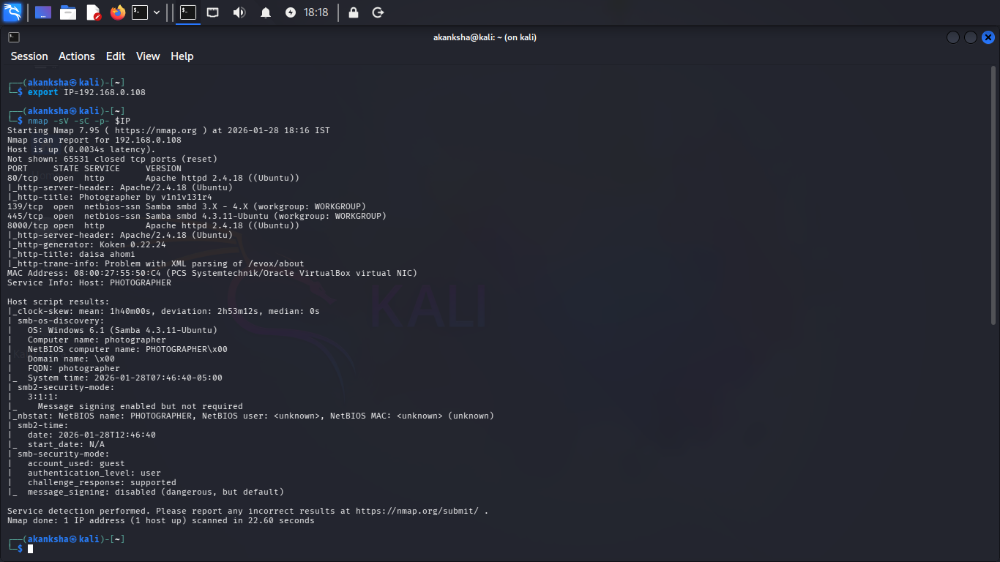 18:18
akanksha@kali: ~ (on kali)
Session Actions Edit View Help
┌──(akanksha㉿kali)-[~]
└─$ export IP=192.168.0.108
┌──(akanksha㉿kali)-[~]
└─$ nmap -sV -sC -p- $IP
Starting Nmap 7.95 ( https://nmap.org ) at 2026-01-28 18:16 IST
Nmap scan report for 192.168.0.108
Host is up (0.0034s latency).
Not shown: 65531 closed tcp ports (reset)
PORT     STATE SERVICE     VERSION
80/tcp   open  http        Apache httpd 2.4.18 ((Ubuntu))
|_http-server-header: Apache/2.4.18 (Ubuntu)
|_http-title: Photographer by v1n1v131r4
139/tcp  open  netbios-ssn Samba smbd 3.X - 4.X (workgroup: WORKGROUP)
445/tcp  open  netbios-ssn Samba smbd 4.3.11-Ubuntu (workgroup: WORKGROUP)
8000/tcp open  http        Apache httpd 2.4.18 ((Ubuntu))
|_http-server-header: Apache/2.4.18 (Ubuntu)
|_http-generator: Koken 0.22.24
|_http-title: daisa ahomi
|_http-trane-info: Problem with XML parsing of /evox/about
MAC Address: 08:00:27:55:50:C4 (PCS Systemtechnik/Oracle VirtualBox virtual NIC)
Service Info: Host: PHOTOGRAPHER
Host script results:
|_clock-skew: mean: 1h40m00s, deviation: 2h53m12s, median: 0s
| smb-os-discovery:
|   OS: Windows 6.1 (Samba 4.3.11-Ubuntu)
|   Computer name: photographer
|   NetBIOS computer name: PHOTOGRAPHER\x00
|   Domain name: \x00
|   FQDN: photographer
|_  System time: 2026-01-28T07:46:40-05:00
| smb2-security-mode:
|   3:1:1:
|_    Message signing enabled but not required
|_nbstat: NetBIOS name: PHOTOGRAPHER, NetBIOS user: <unknown>, NetBIOS MAC: <unknown> (unknown)
| smb2-time:
|   date: 2026-01-28T12:46:40
|_  start_date: N/A
| smb-security-mode:
|   account_used: guest
|   authentication_level: user
|   challenge_response: supported
|_  message_signing: disabled (dangerous, but default)
Service detection performed. Please report any incorrect results at https://nmap.org/submit/ .
Nmap done: 1 IP address (1 host up) scanned in 22.60 seconds
┌──(akanksha㉿kali)-[~]
└─$
KALI